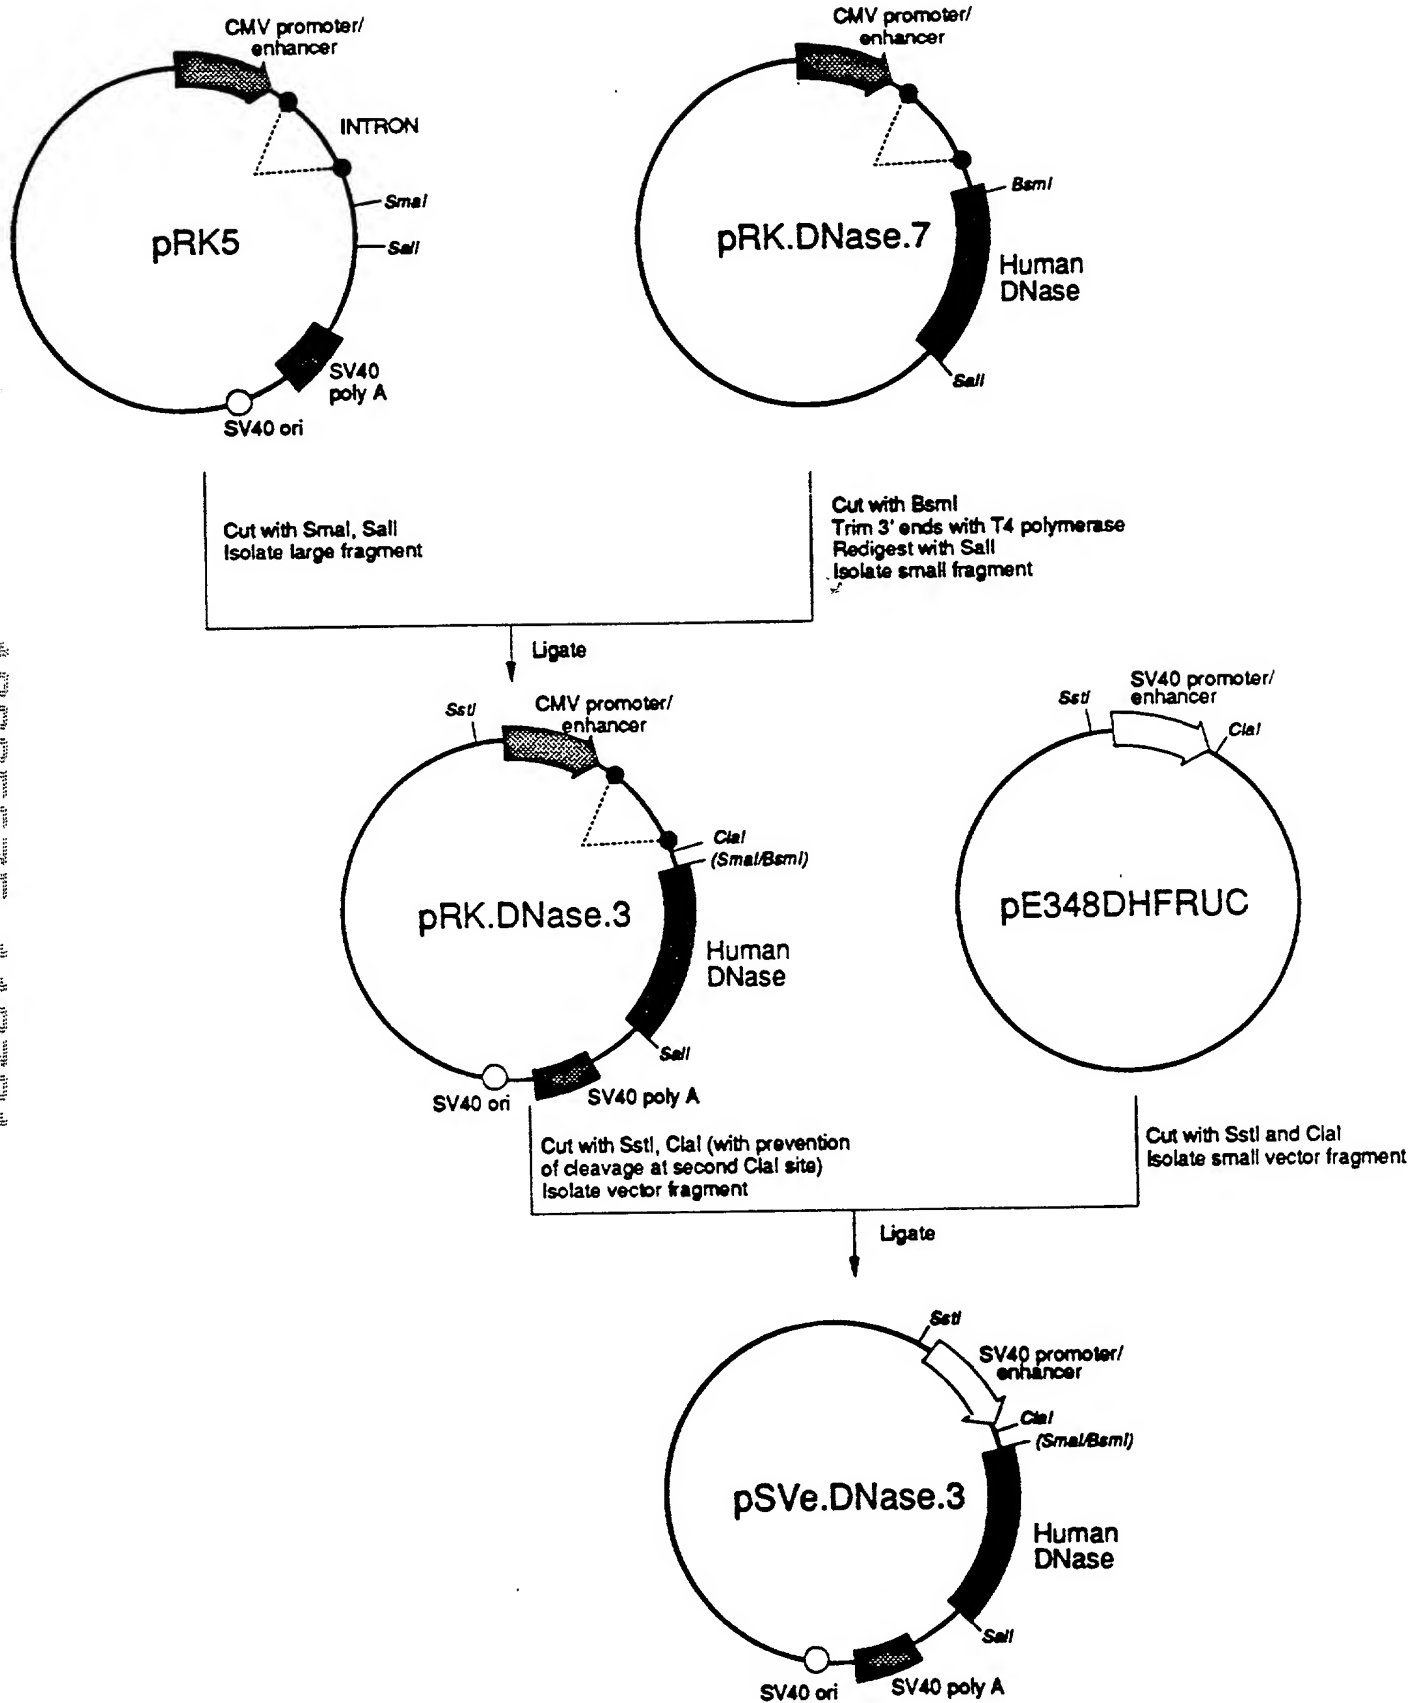 CMV promoter/
enhancer
INTRON
SmaI
SalI
pRK5
SV40
poly A
SV40 ori
CMV promoter/
enhancer
BsmI
pRK.DNase.7
Human
DNase
SalI
Cut with SmaI, SalI
Isolate large fragment
Cut with BsmI
Trim 3' ends with T4 polymerase
Redigest with SalI
Isolate small fragment
Ligate
SstI
CMV promoter/
enhancer
ClaI
(SmaI/BsmI)
pRK.DNase.3
Human
DNase
SalI
SV40 ori
SV40 poly A
SstI
SV40 promoter/
enhancer
ClaI
pE348DHFRUC
Cut with SstI, ClaI (with prevention
of cleavage at second ClaI site)
Isolate vector fragment
Cut with SstI and ClaI
Isolate small vector fragment
Ligate
SstI
SV40 promoter/
enhancer
ClaI
(SmaI/BsmI)
pSVe.DNase.3
Human
DNase
SalI
SV40 ori
SV40 poly A